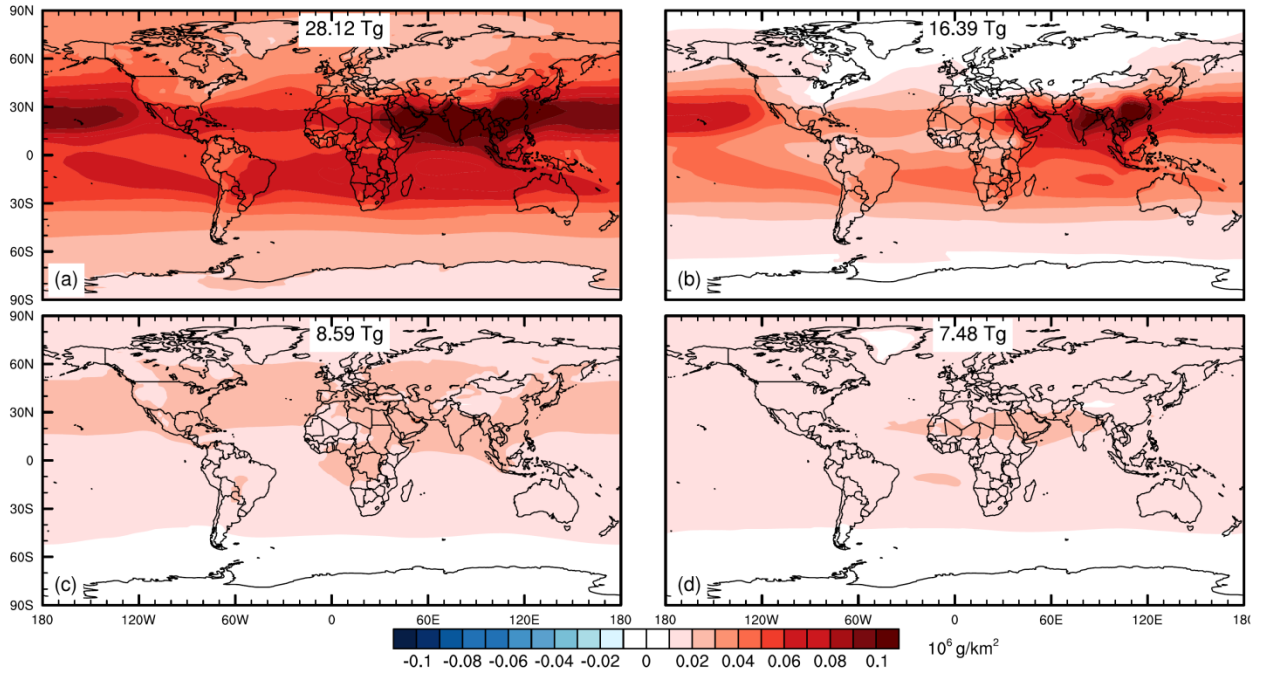 28.12 Tg
16.39 Tg
90N
60N
30N
0
30S
60S
90S
(a)
(b)
8.59 Tg
7.48 Tg
90N
60N
30N
0
30S
60S
90S
(c)
(d)
180 120W 60W 0 60E 120E 180
180 120W 60W 0 60E 120E 180
-0.1 -0.08 -0.06 -0.04 -0.02 0 0.02 0.04 0.06 0.08 0.1 10⁶ g/km²